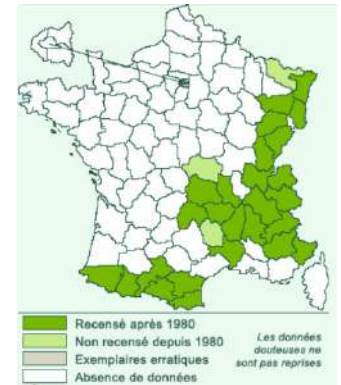 Recensé après 1980
Non recensé depuis 1980
Exemplaires erratiques
Absence de données
Les données
douteuses ne
sont pas reprises